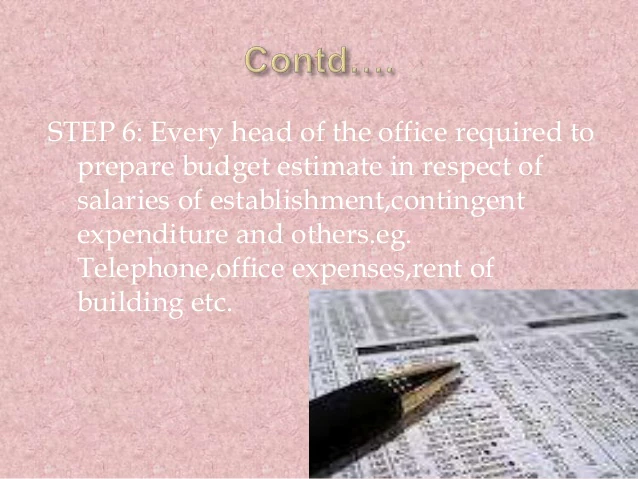 Contd....
STEP 6: Every head of the office required to
prepare budget estimate in respect of
salaries of establishment,contingent
expenditure and others.eg.
Telephone,office expenses,rent of
building etc.